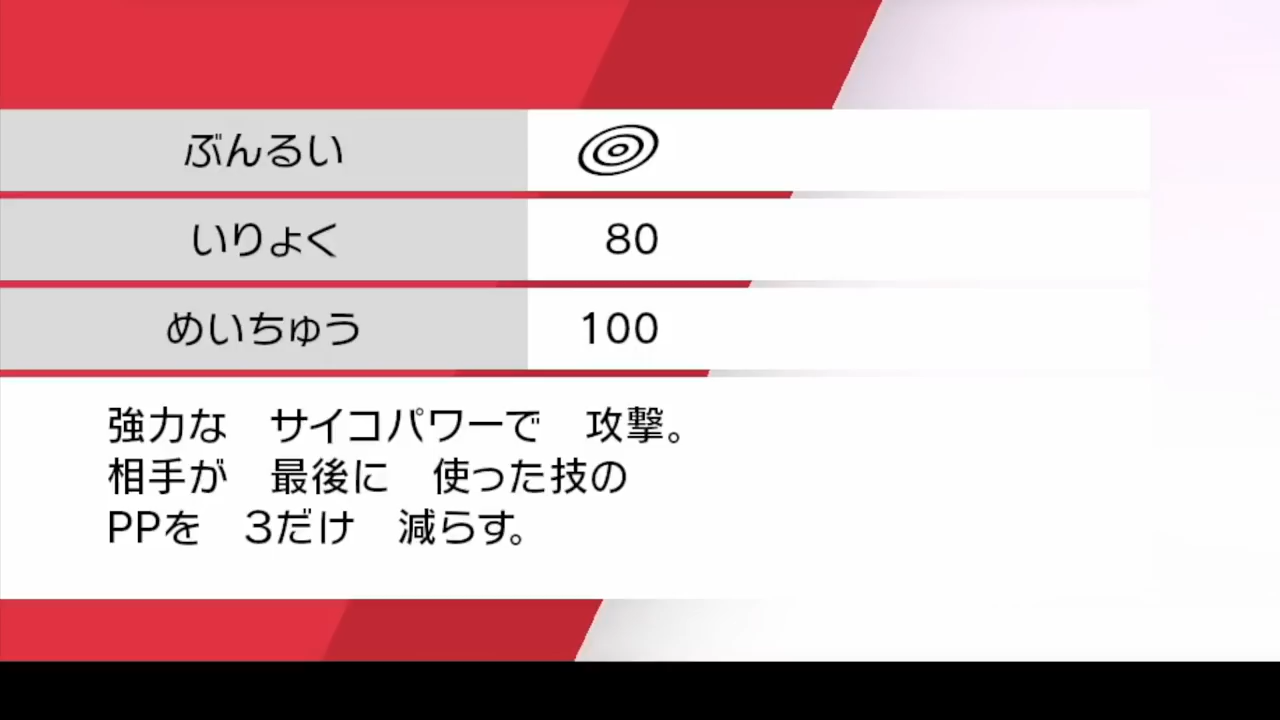 ぶんるい
いりょく 80
めいちゅう 100
強力な　サイコパワーで　攻撃。
相手が　最後に　使った技の
PPを　3だけ　減らす。